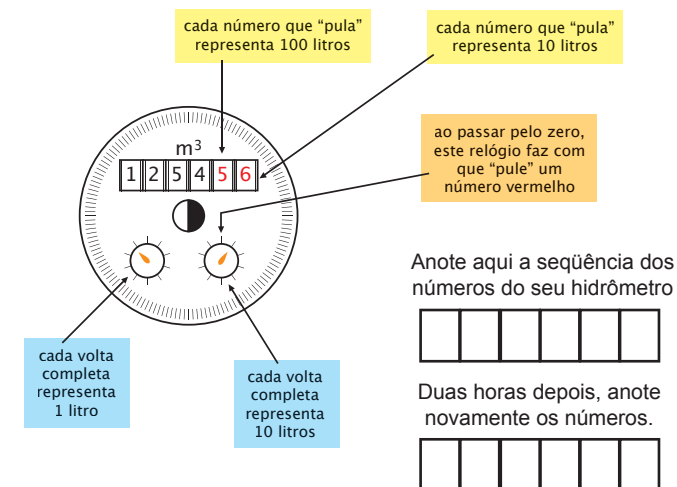 cada número que “pula”
representa 100 litros
cada número que “pula”
representa 10 litros
m³
1 2 5 4 5 6
ao passar pelo zero,
este relógio faz com
que “pule” um
número vermelho
cada volta
completa
representa
1 litro
cada volta
completa
representa
10 litros
Anote aqui a seqüência dos
números do seu hidrômetro
Duas horas depois, anote
novamente os números.